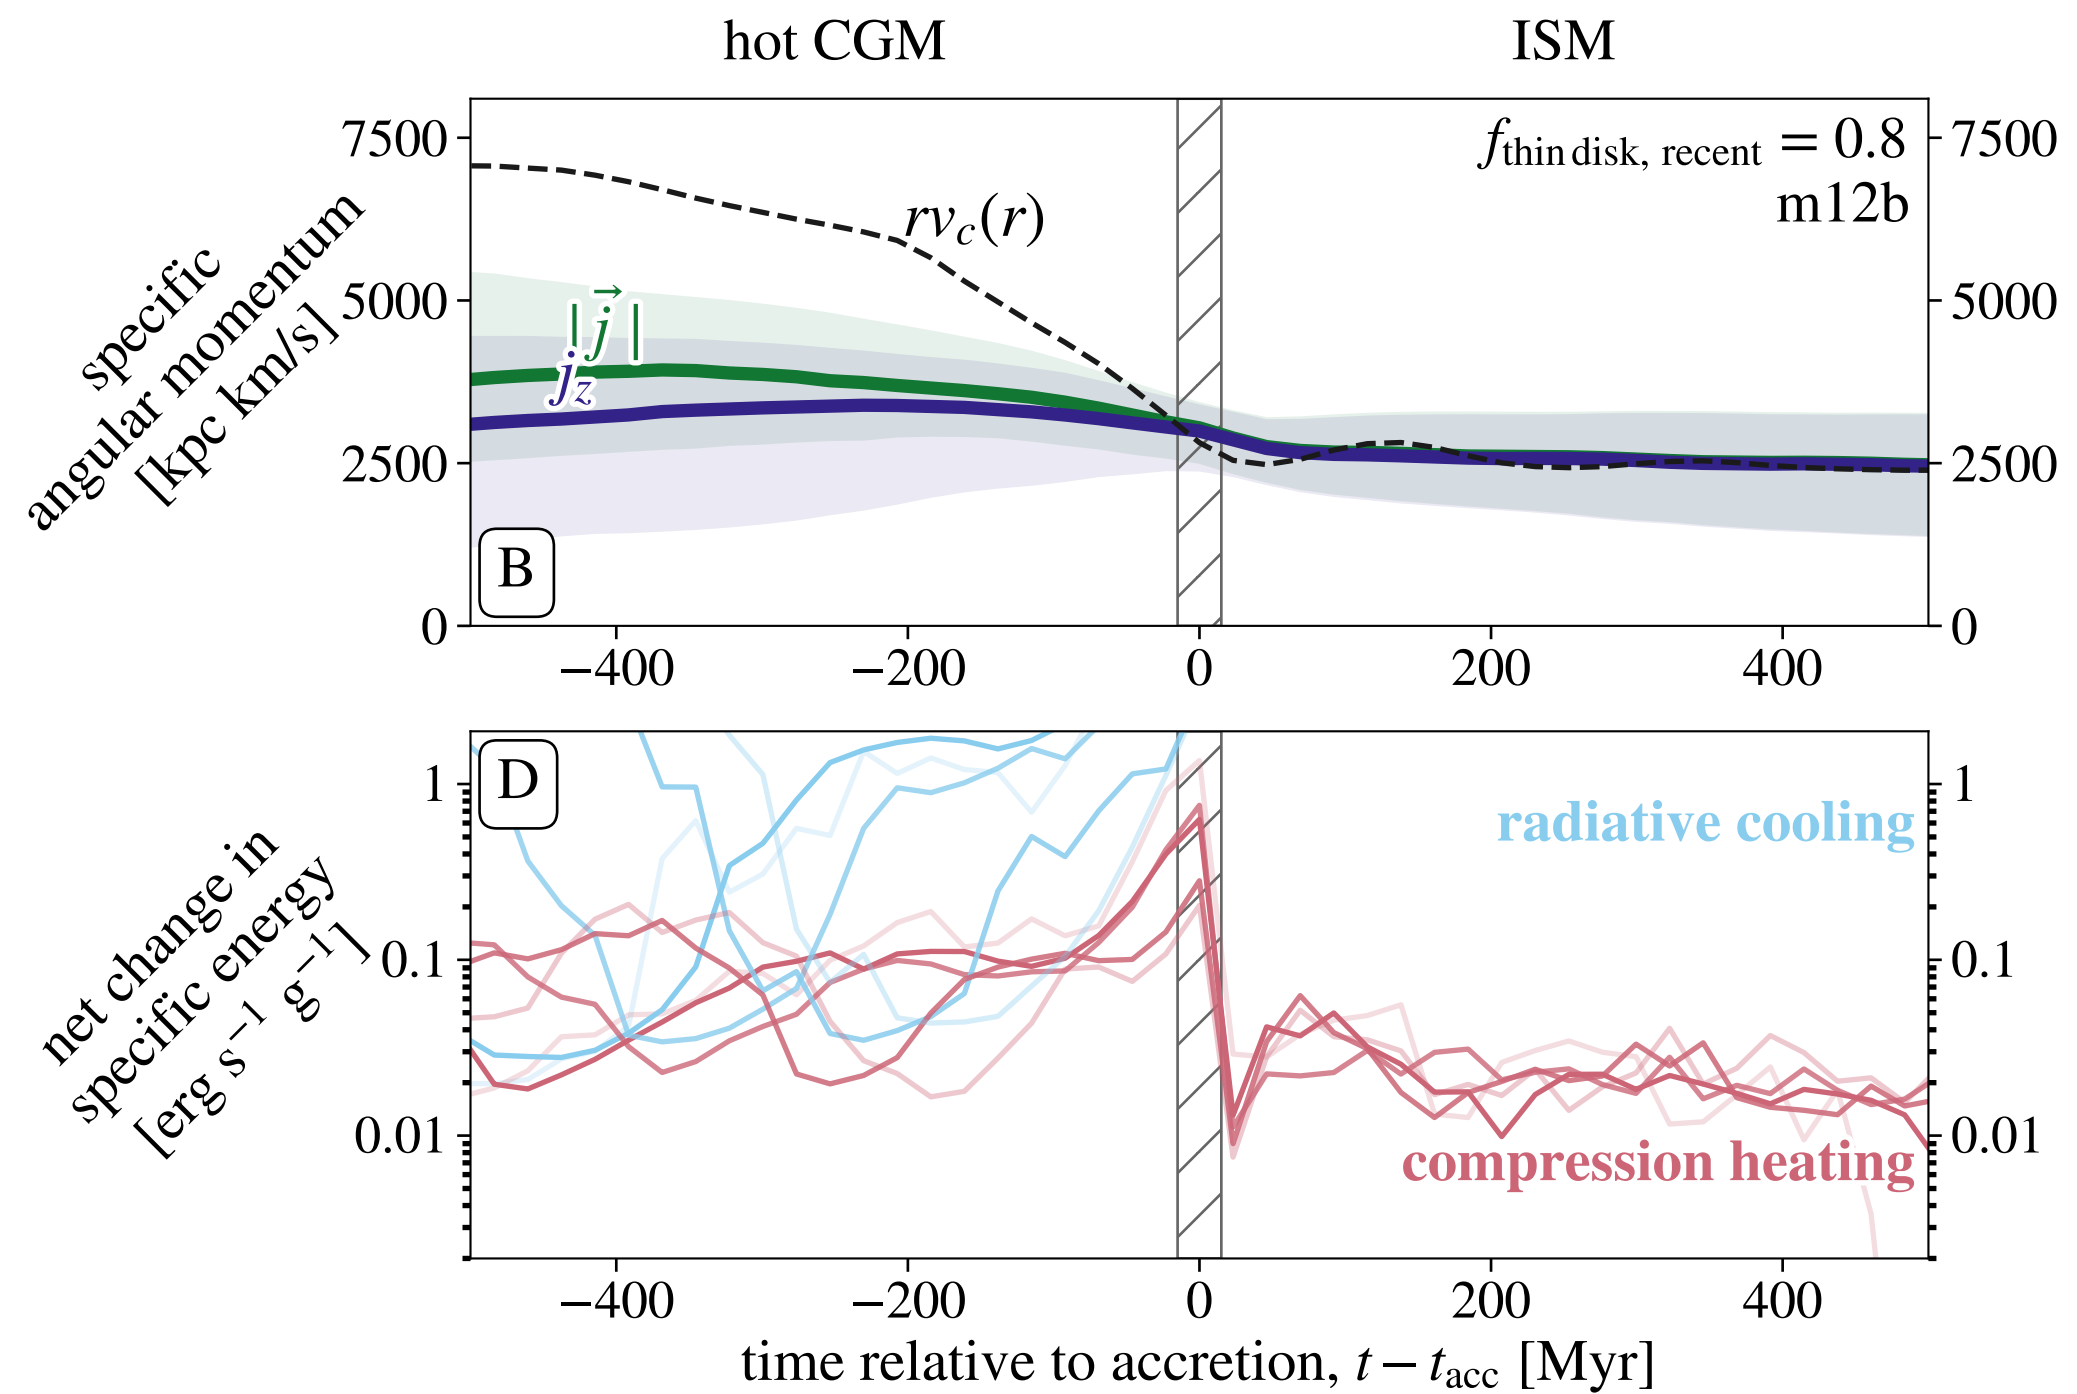 hot CGM
ISM
specific
angular momentum
[kpc km/s]
7500
5000
2500
0
7500
5000
2500
0
f_thin disk, recent = 0.8
m12b
rv_c(r)
|j⃗|
j_z
B
−400
−200
0
200
400
net change in
specific energy
[erg s⁻¹ g⁻¹]
1
0.1
0.01
1
0.1
0.01
D
radiative cooling
compression heating
−400
−200
0
200
400
time relative to accretion, t − t_acc [Myr]